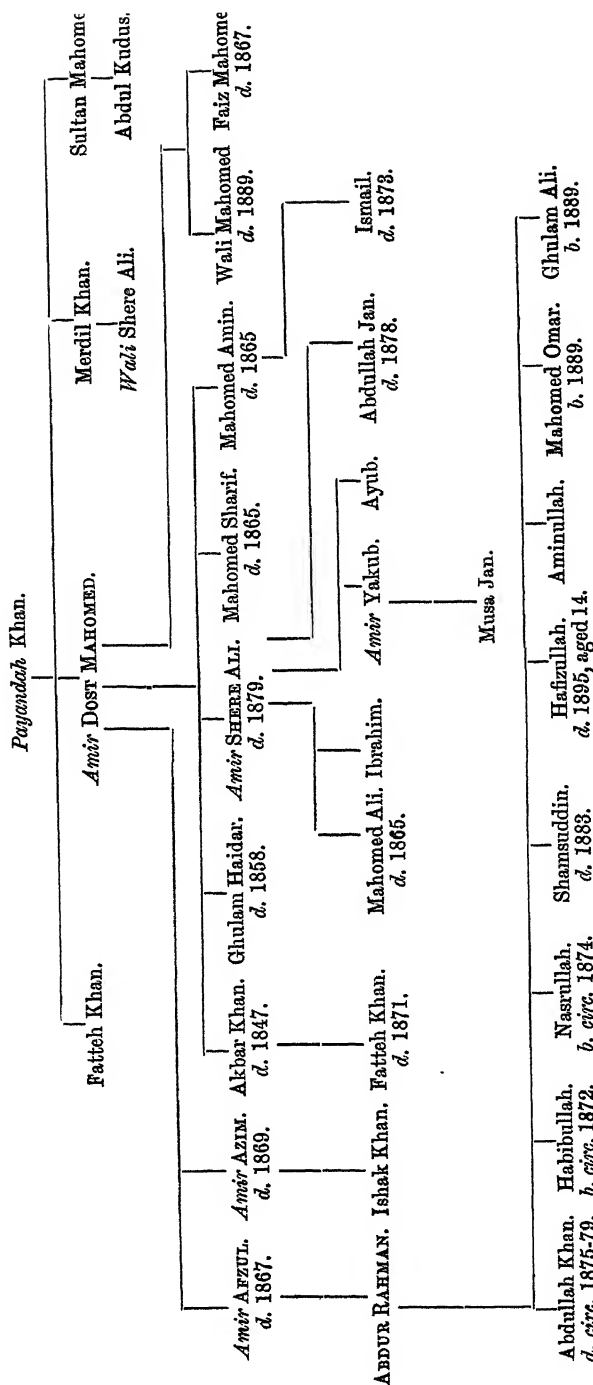 Payandah Khan.
Fatteh Khan.
Amir DOST MAHOMED.
Merdil Khan.
Sultan Mahome
Wali Shere Ali.
Abdul Kudus.
Amir AFZUL.
d. 1867.
Amir AZIM.
d. 1869.
Akbar Khan.
d. 1847.
Ghulam Haidar.
d. 1858.
Amir SHERE ALI.
d. 1879.
Mahomed Sharif.
d. 1865.
Mahomed Amin.
d. 1865
Wali Mahomed
d. 1889.
Faiz Mahome
d. 1867.
ABDUR RAHMAN.
Ishak Khan.
Fatteh Khan.
d. 1871.
Mahomed Ali.
d. 1865.
Ibrahim.
Amir Yakub.
Ayub.
Abdullah Jan.
d. 1878.
Ismail.
d. 1873.
Musa Jan.
Abdullah Khan.
d. circ. 1875-79.
Habibullah.
b. circ. 1872.
Nasrullah.
b. circ. 1874.
Shamsuddin.
d. 1883.
Hafizullah.
d. 1895, aged 14.
Aminullah.
Mahomed Omar.
b. 1889.
Ghulam Ali.
b. 1889.